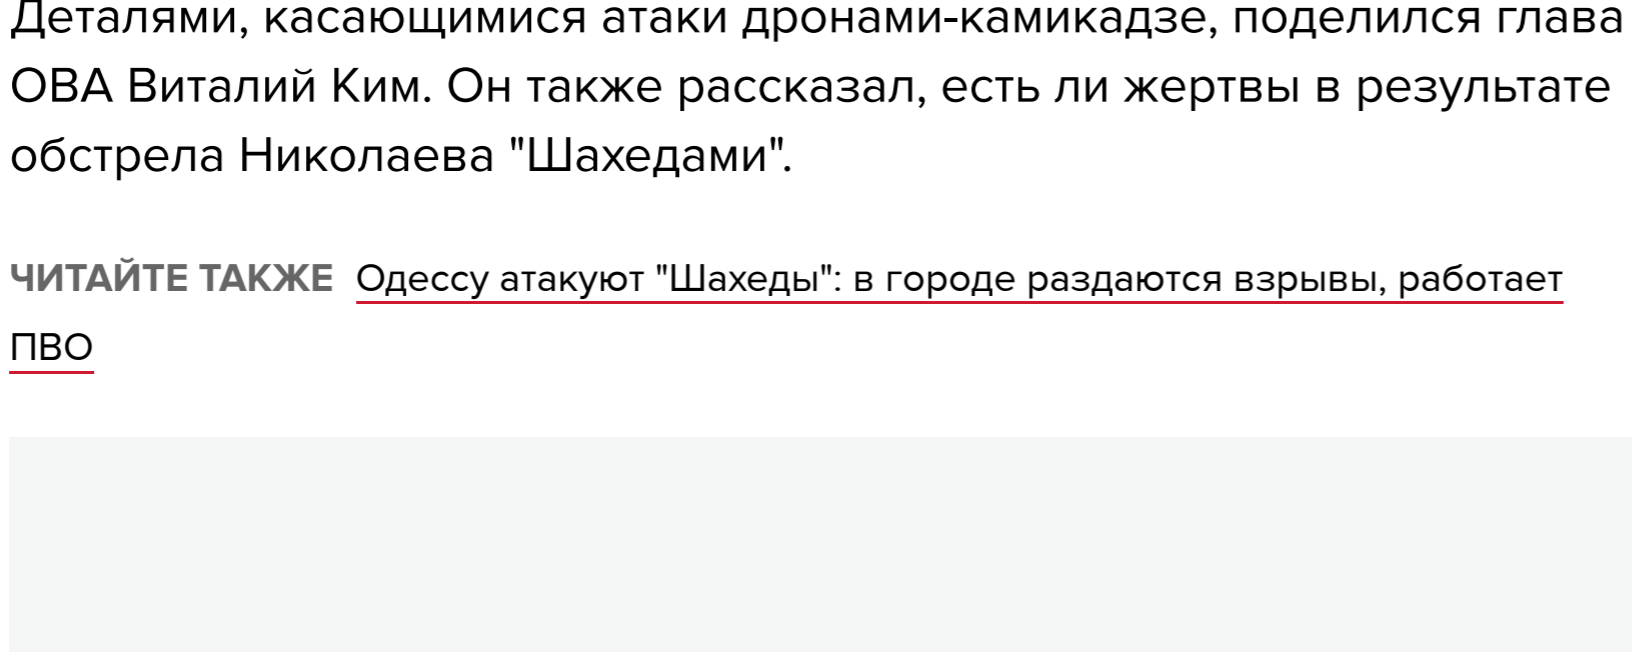 Деталями, касающимися атаки дронами-камикадзе, поделился глава
ОВА Виталий Ким. Он также рассказал, есть ли жертвы в результате
обстрела Николаева "Шахедами".
ЧИТАЙТЕ ТАКЖЕ Одессу атакуют "Шахеды": в городе раздаются взрывы, работает
ПВО